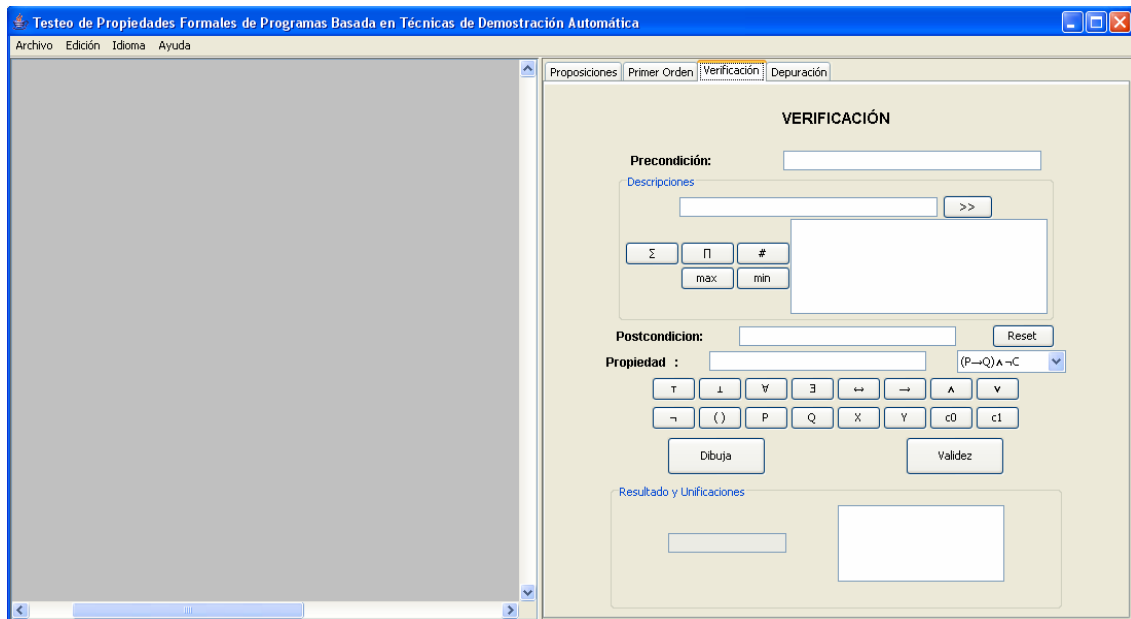 Testeo de Propiedades Formales de Programas Basada en Técnicas de Demostración Automática
Archivo Edición Idioma Ayuda
Proposiciones Primer Orden Verificación Depuración
VERIFICACIÓN
Precondición:
Descripciones
>>
Σ Π #
max min
Postcondicion: Reset
Propiedad : (P→Q)∧¬C
⊤ ⊥ ∀ ∃ ↔ → ∧ ∨
¬ () P Q X Y c0 c1
Dibuja Validez
Resultado y Unificaciones